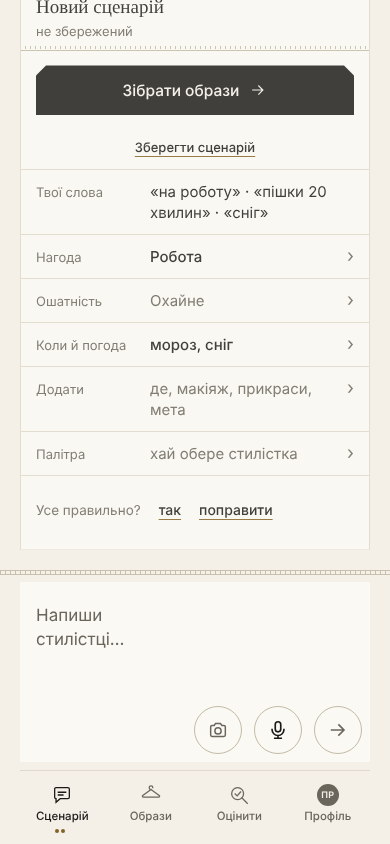 Новий сценарій
не збережений
Зібрати образи →
Зберегти сценарій
Твої слова
«на роботу» · «пішки 20
хвилин» · «сніг»
Нагода
Робота
Ошатність
Охайне
Коли й погода
мороз, сніг
Додати
де, макіяж, прикраси,
мета
Палітра
хай обере стилістка
Усе правильно? так поправити
Напиши
стилістці...
ПР
Сценарій
Образи
Оцінити
Профіль